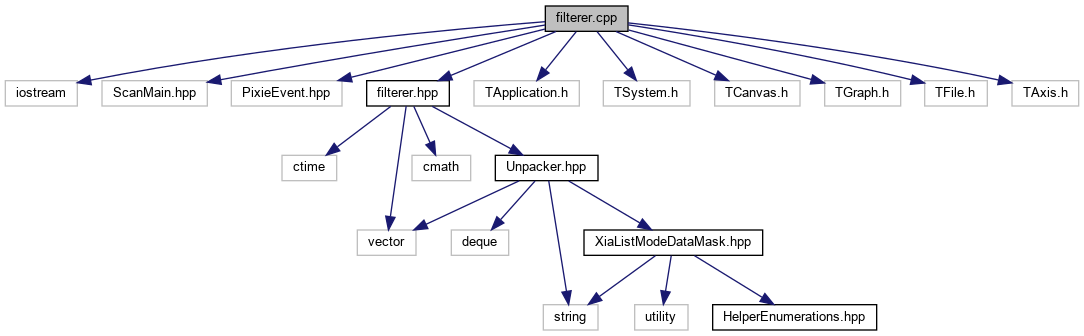 filterer.cpp
iostream
ScanMain.hpp
PixieEvent.hpp
filterer.hpp
TApplication.h
TSystem.h
TCanvas.h
TGraph.h
TFile.h
TAxis.h
ctime
cmath
Unpacker.hpp
vector
deque
XiaListModeDataMask.hpp
string
utility
HelperEnumerations.hpp